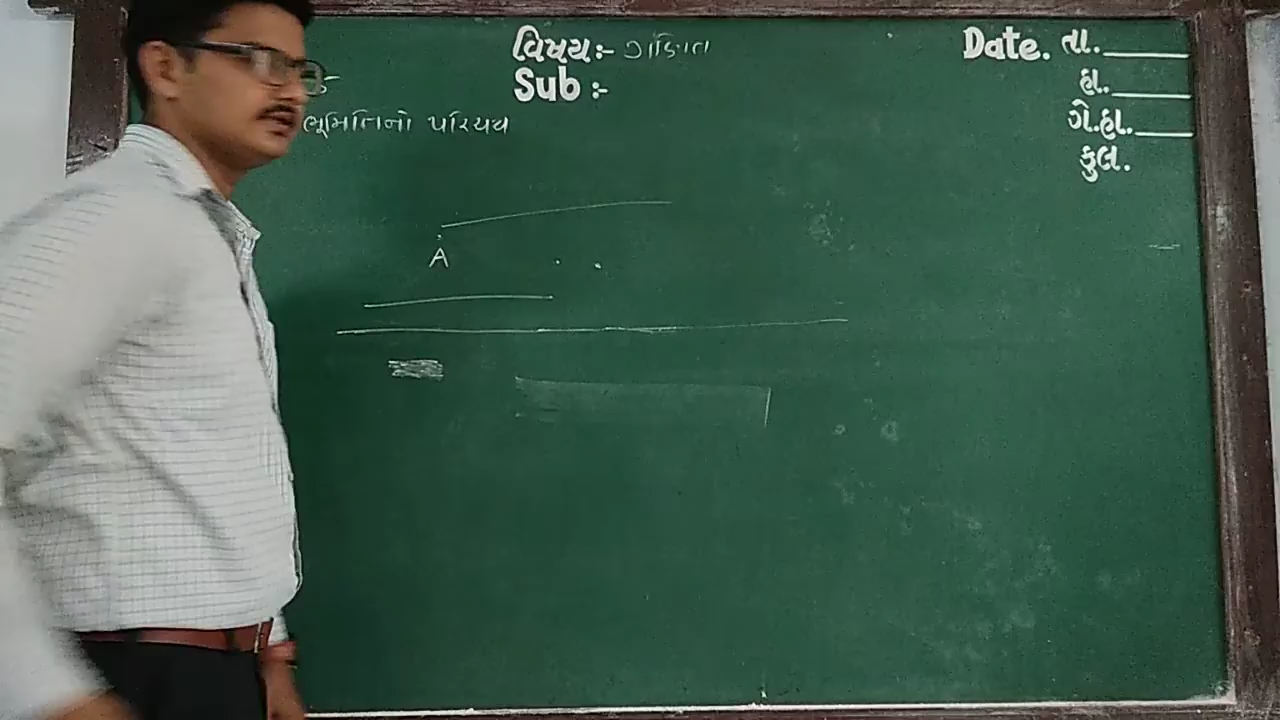 વિષય:- ગણિત
Sub :-
Date. તા.
હા.
ગે.હા.
કુલ.
ભૂમિતિનો પરિચય
A